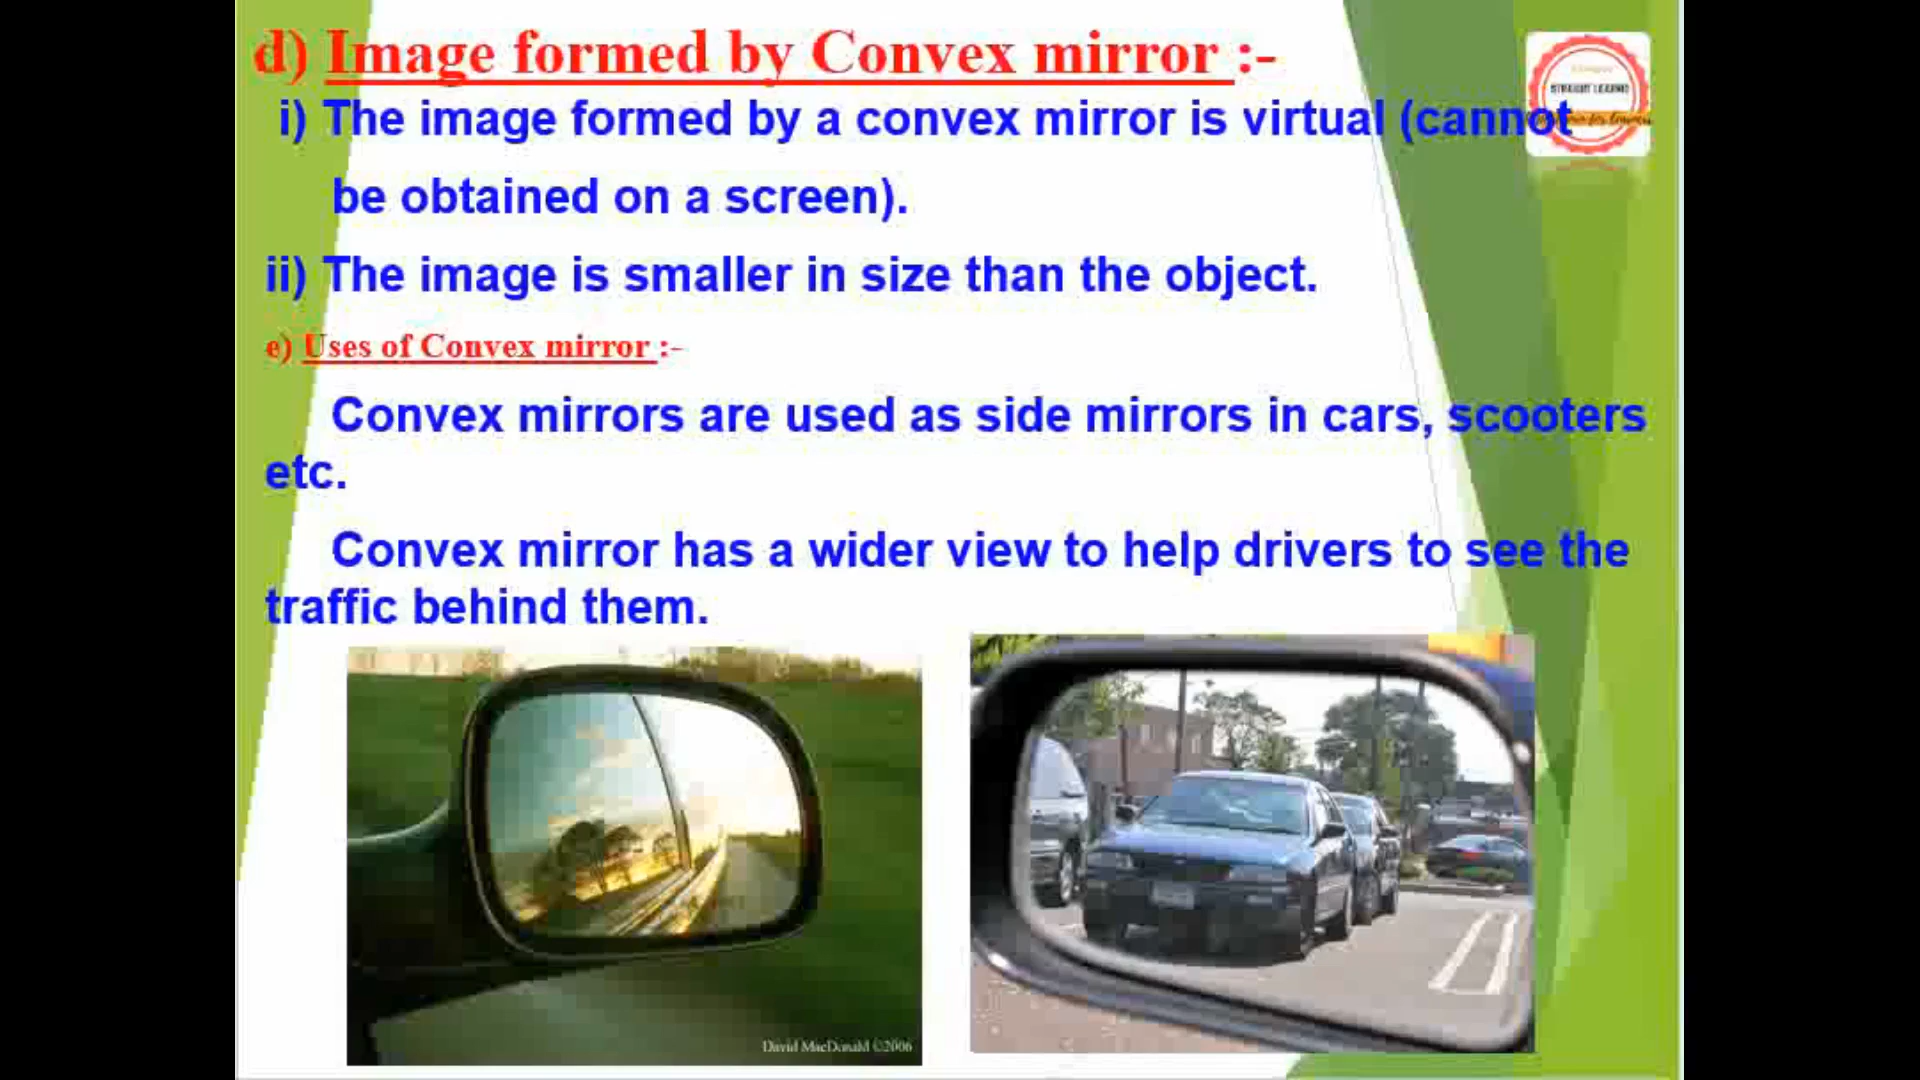 d) Image formed by Convex mirror :-
i) The image formed by a convex mirror is virtual (cannot
be obtained on a screen).
ii) The image is smaller in size than the object.
e) Uses of Convex mirror :-
Convex mirrors are used as side mirrors in cars, scooters
etc.
Convex mirror has a wider view to help drivers to see the
traffic behind them.
David MacDonald ©2006